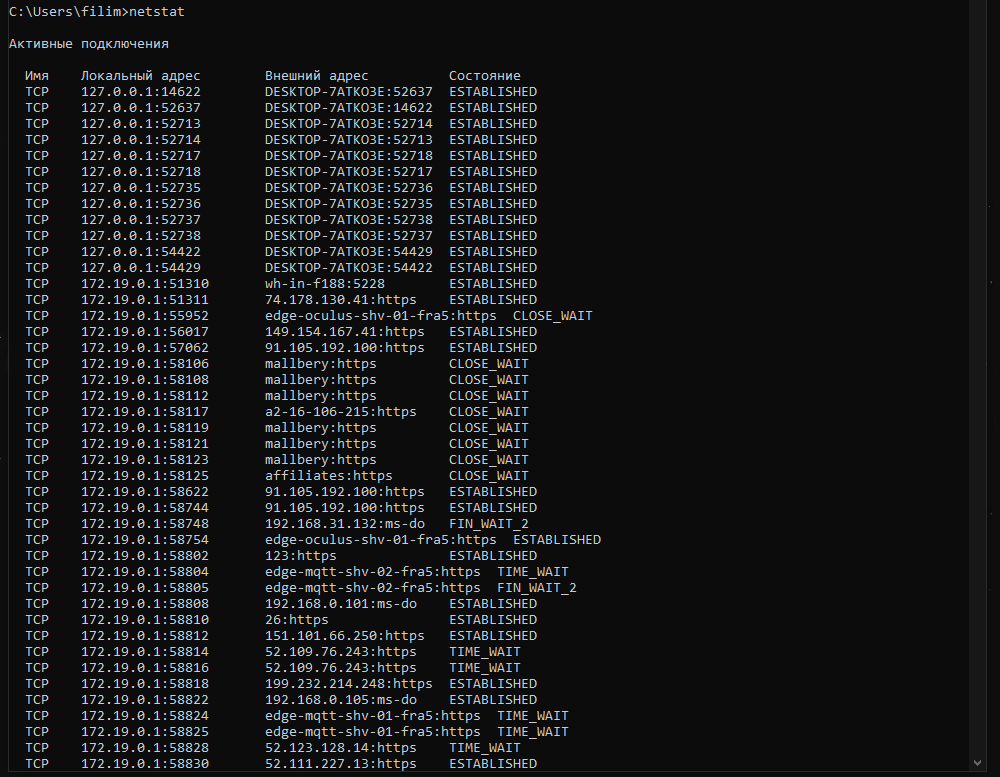 C:\Users\filim>netstat
Активные подключения
Имя Локальный адрес Внешний адрес Состояние
TCP 127.0.0.1:14622 DESKTOP-7ATKO3E:52637 ESTABLISHED
TCP 127.0.0.1:52637 DESKTOP-7ATKO3E:14622 ESTABLISHED
TCP 127.0.0.1:52713 DESKTOP-7ATKO3E:52714 ESTABLISHED
TCP 127.0.0.1:52714 DESKTOP-7ATKO3E:52713 ESTABLISHED
TCP 127.0.0.1:52717 DESKTOP-7ATKO3E:52718 ESTABLISHED
TCP 127.0.0.1:52718 DESKTOP-7ATKO3E:52717 ESTABLISHED
TCP 127.0.0.1:52735 DESKTOP-7ATKO3E:52736 ESTABLISHED
TCP 127.0.0.1:52736 DESKTOP-7ATKO3E:52735 ESTABLISHED
TCP 127.0.0.1:52737 DESKTOP-7ATKO3E:52738 ESTABLISHED
TCP 127.0.0.1:52738 DESKTOP-7ATKO3E:52737 ESTABLISHED
TCP 127.0.0.1:54422 DESKTOP-7ATKO3E:54429 ESTABLISHED
TCP 127.0.0.1:54429 DESKTOP-7ATKO3E:54422 ESTABLISHED
TCP 172.19.0.1:51310 wh-in-f188:5228 ESTABLISHED
TCP 172.19.0.1:51311 74.178.130.41:https ESTABLISHED
TCP 172.19.0.1:55952 edge-oculus-shv-01-fra5:https CLOSE_WAIT
TCP 172.19.0.1:56017 149.154.167.41:https ESTABLISHED
TCP 172.19.0.1:57062 91.105.192.100:https ESTABLISHED
TCP 172.19.0.1:58106 mallbery:https CLOSE_WAIT
TCP 172.19.0.1:58108 mallbery:https CLOSE_WAIT
TCP 172.19.0.1:58112 mallbery:https CLOSE_WAIT
TCP 172.19.0.1:58117 a2-16-106-215:https CLOSE_WAIT
TCP 172.19.0.1:58119 mallbery:https CLOSE_WAIT
TCP 172.19.0.1:58121 mallbery:https CLOSE_WAIT
TCP 172.19.0.1:58123 mallbery:https CLOSE_WAIT
TCP 172.19.0.1:58125 affiliates:https CLOSE_WAIT
TCP 172.19.0.1:58622 91.105.192.100:https ESTABLISHED
TCP 172.19.0.1:58744 91.105.192.100:https ESTABLISHED
TCP 172.19.0.1:58748 192.168.31.132:ms-do FIN_WAIT_2
TCP 172.19.0.1:58754 edge-oculus-shv-01-fra5:https ESTABLISHED
TCP 172.19.0.1:58802 123:https ESTABLISHED
TCP 172.19.0.1:58804 edge-mqtt-shv-02-fra5:https TIME_WAIT
TCP 172.19.0.1:58805 edge-mqtt-shv-02-fra5:https FIN_WAIT_2
TCP 172.19.0.1:58808 192.168.0.101:ms-do ESTABLISHED
TCP 172.19.0.1:58810 26:https ESTABLISHED
TCP 172.19.0.1:58812 151.101.66.250:https ESTABLISHED
TCP 172.19.0.1:58814 52.109.76.243:https TIME_WAIT
TCP 172.19.0.1:58816 52.109.76.243:https TIME_WAIT
TCP 172.19.0.1:58818 199.232.214.248:https ESTABLISHED
TCP 172.19.0.1:58822 192.168.0.105:ms-do ESTABLISHED
TCP 172.19.0.1:58824 edge-mqtt-shv-01-fra5:https TIME_WAIT
TCP 172.19.0.1:58825 edge-mqtt-shv-01-fra5:https TIME_WAIT
TCP 172.19.0.1:58828 52.123.128.14:https TIME_WAIT
TCP 172.19.0.1:58830 52.111.227.13:https ESTABLISHED